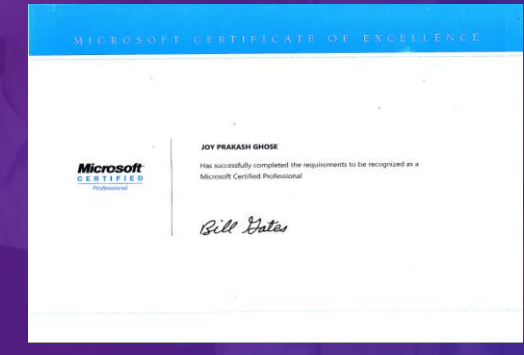 MICROSOFT CERTIFICATE OF EXCELLENCE
JOY PRAKASH GHOSE
Has successfully completed the requirements to be recognized as a
Microsoft Certified Professional
Microsoft
CERTIFIED
Professional
Bill Gates